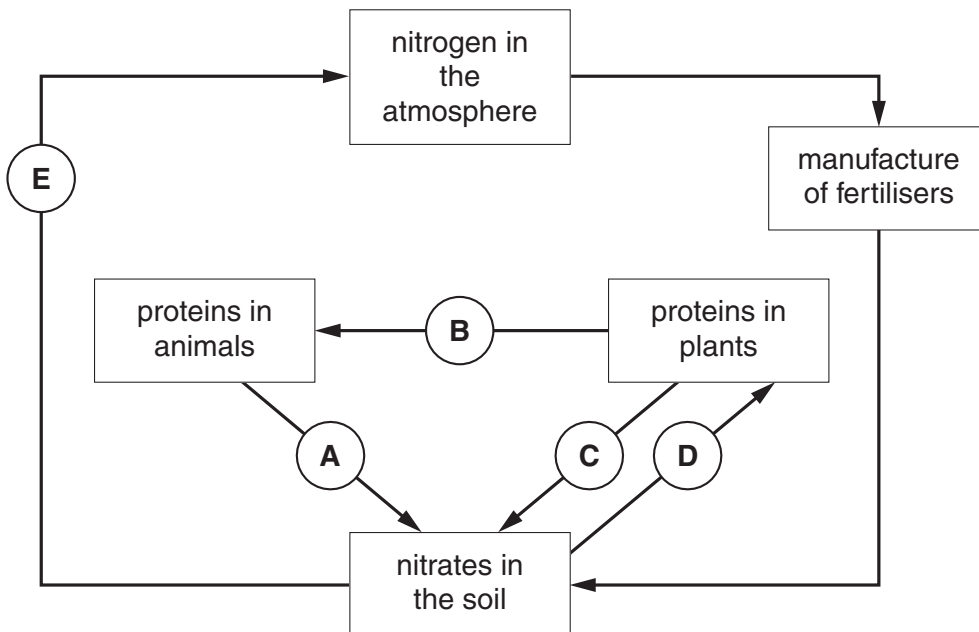 nitrogen in
the
atmosphere
E
manufacture
of fertilisers
proteins in
animals
B
proteins in
plants
A
C
D
nitrates in
the soil